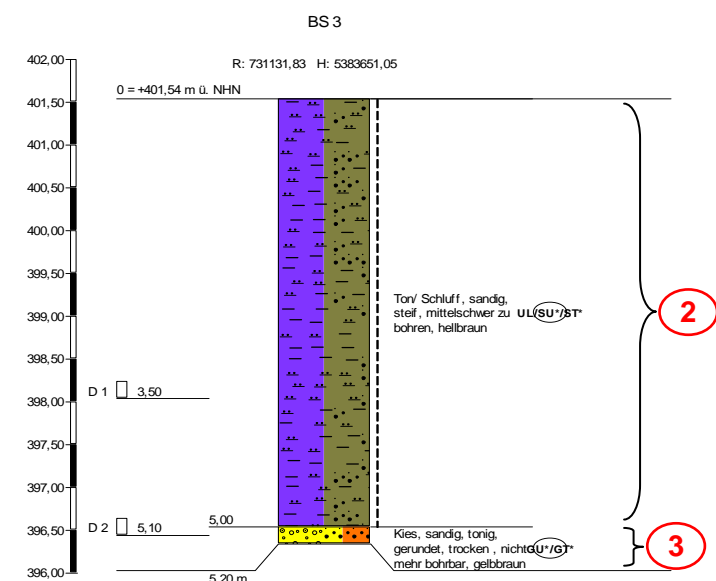 BS 3
R: 731131,83 H: 5383651,05
402,00
0 = +401,54 m ü. NHN
401,50
401,00
400,50
400,00
399,50
399,00
398,50
398,00
397,50
397,00
396,50
396,00
Ton/ Schluff, sandig,
steif, mittelschwer zu UL/SU*/ST*
bohren, hellbraun
2
D 1 3,50
D 2 5,10
5,00
Kies, sandig, tonig,
gerundet, trocken , nicht GU*/GT*
mehr bohrbar, gelbbraun
3
5,20 m